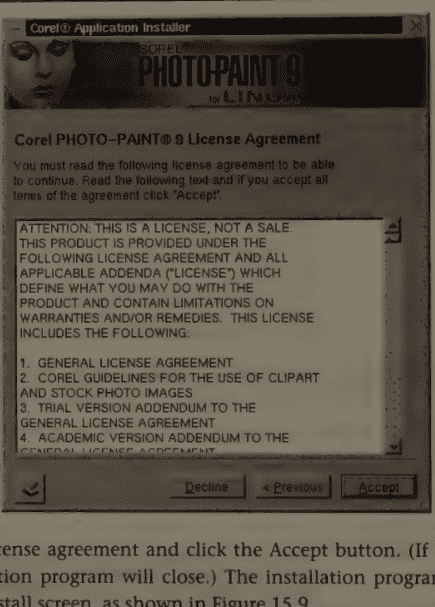 Corel® Application Installer
COREL
PHOTO-PAINT 9
for LINUX
Corel PHOTO-PAINT® 9 License Agreement
You must read the following license agreement to be able
to continue. Read the following text and if you accept all
terms of the agreement click "Accept".
ATTENTION: THIS IS A LICENSE, NOT A SALE.
THIS PRODUCT IS PROVIDED UNDER THE
FOLLOWING LICENSE AGREEMENT AND ALL
APPLICABLE ADDENDA ("LICENSE") WHICH
DEFINE WHAT YOU MAY DO WITH THE
PRODUCT AND CONTAIN LIMITATIONS ON
WARRANTIES AND/OR REMEDIES. THIS LICENSE
INCLUDES THE FOLLOWING:
1. GENERAL LICENSE AGREEMENT
2. COREL GUIDELINES FOR THE USE OF CLIPART
AND STOCK PHOTO IMAGES
3. TRIAL VERSION ADDENDUM TO THE
GENERAL LICENSE AGREEMENT
4. ACADEMIC VERSION ADDENDUM TO THE
GENERAL LICENSE AGREEMENT
Decline < Previous Accept
cense agreement and click the Accept button. (If
tion program will close.) The installation progra
stall screen, as shown in Figure 15.9